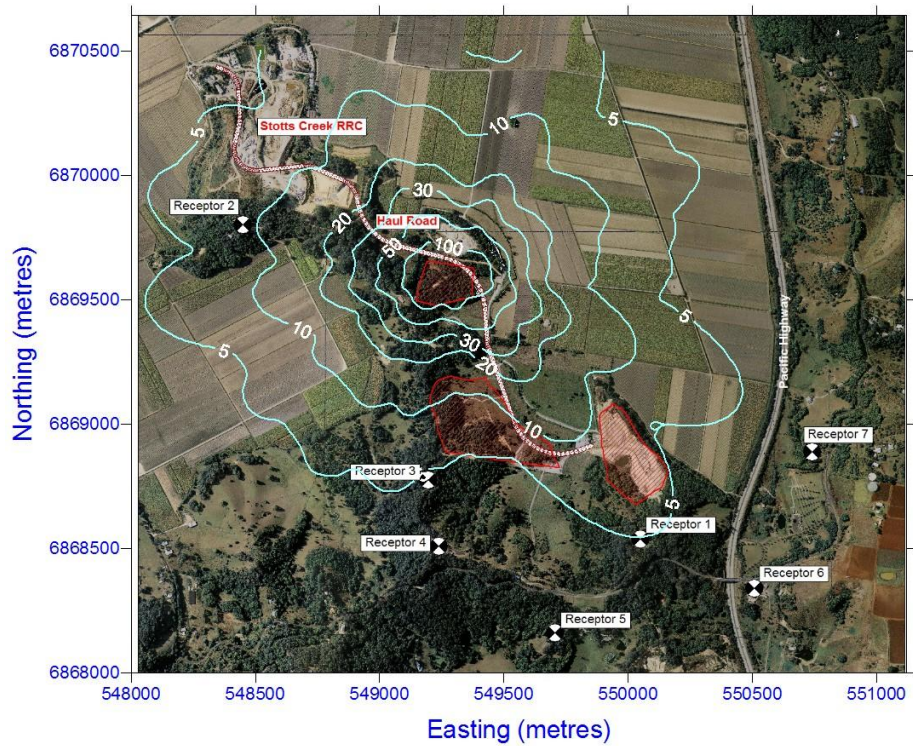 6870500
6870000
6869500
6869000
6868500
6868000
Northing (metres)
548000
548500
549000
549500
550000
550500
551000
Easting (metres)
Stotts Creek RRC
Haul Road
Pacific Highway
Receptor 2
Receptor 3
Receptor 4
Receptor 5
Receptor 1
Receptor 6
Receptor 7
5
10
5
30
20
50
100
10
5
30
20
5
10
5